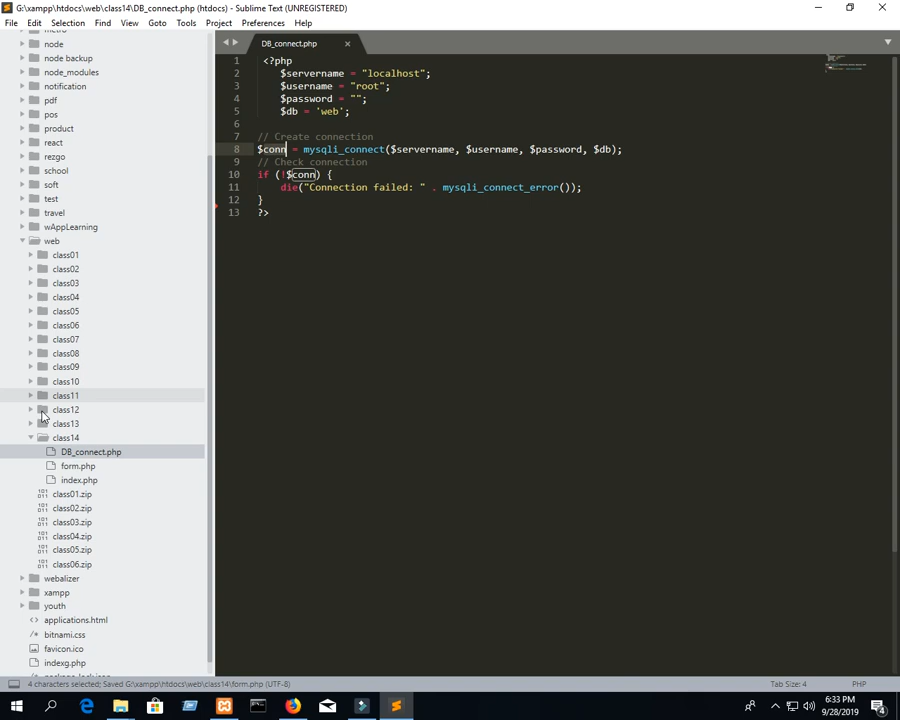 G:\xampp\htdocs\web\class14\DB_connect.php (htdocs) - Sublime Text (UNREGISTERED)
File Edit Selection Find View Goto Tools Project Preferences Help
node
node backup
node_modules
notification
pdf
pos
product
react
rezgo
school
soft
test
travel
wAppLearning
web
class01
class02
class03
class04
class05
class06
class07
class08
class09
class10
class11
class12
class13
class14
DB_connect.php
form.php
index.php
class01.zip
class02.zip
class03.zip
class04.zip
class05.zip
class06.zip
webalizer
xampp
youth
applications.html
bitnami.css
favicon.ico
indexg.php
DB_connect.php
1 <?php
2 $servername = "localhost";
3 $username = "root";
4 $password = "";
5 $db = 'web';
6
7 // Create connection
8 $conn = mysqli_connect($servername, $username, $password, $db);
9 // Check connection
10 if (!$conn) {
11 die("Connection failed: " . mysqli_connect_error());
12 }
13 ?>
4 characters selected; Saved G:\xampp\htdocs\web\class14\form.php (UTF-8) Tab Size: 4 PHP
6:33 PM
9/28/2019
4